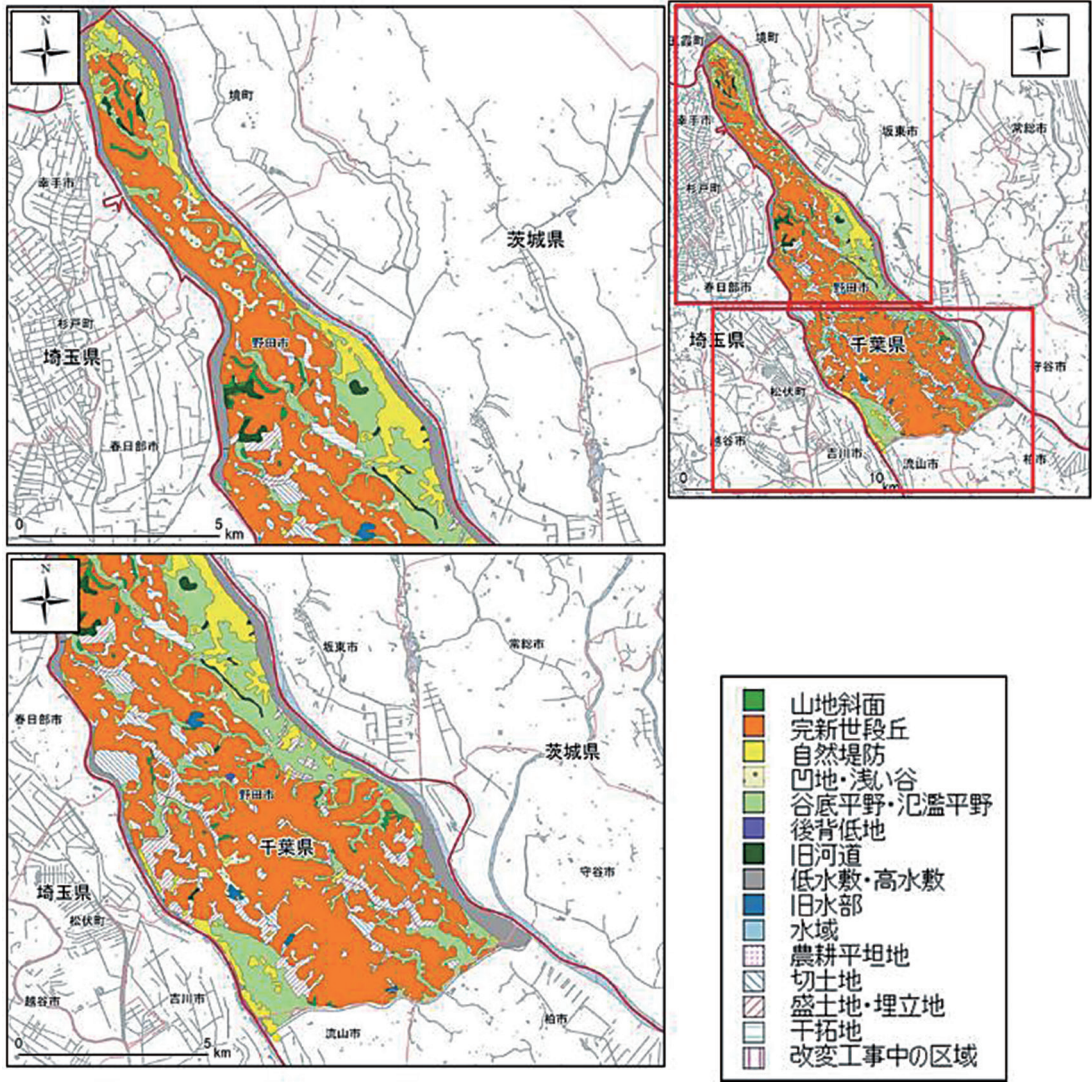 N
境町
幸手市
茨城県
杉戸町
野田市
埼玉県
春日部市
0 5
km
N
境町
幸手市
坂東市
常総市
杉戸町
春日部市
野田市
埼玉県
千葉県
守谷市
松伏町
越谷市
吉川市
流山市
柏市
0 10
km
N
坂東市
常総市
春日部市
茨城県
野田市
千葉県
守谷市
埼玉県
松伏町
越谷市
吉川市
柏市
流山市
0 5
km
山地斜面
完新世段丘
自然堤防
凹地・浅い谷
谷底平野・氾濫平野
後背低地
旧河道
低水敷・高水敷
旧水部
水域
農耕平坦地
切土地
盛土地・埋立地
干拓地
改変工事中の区域